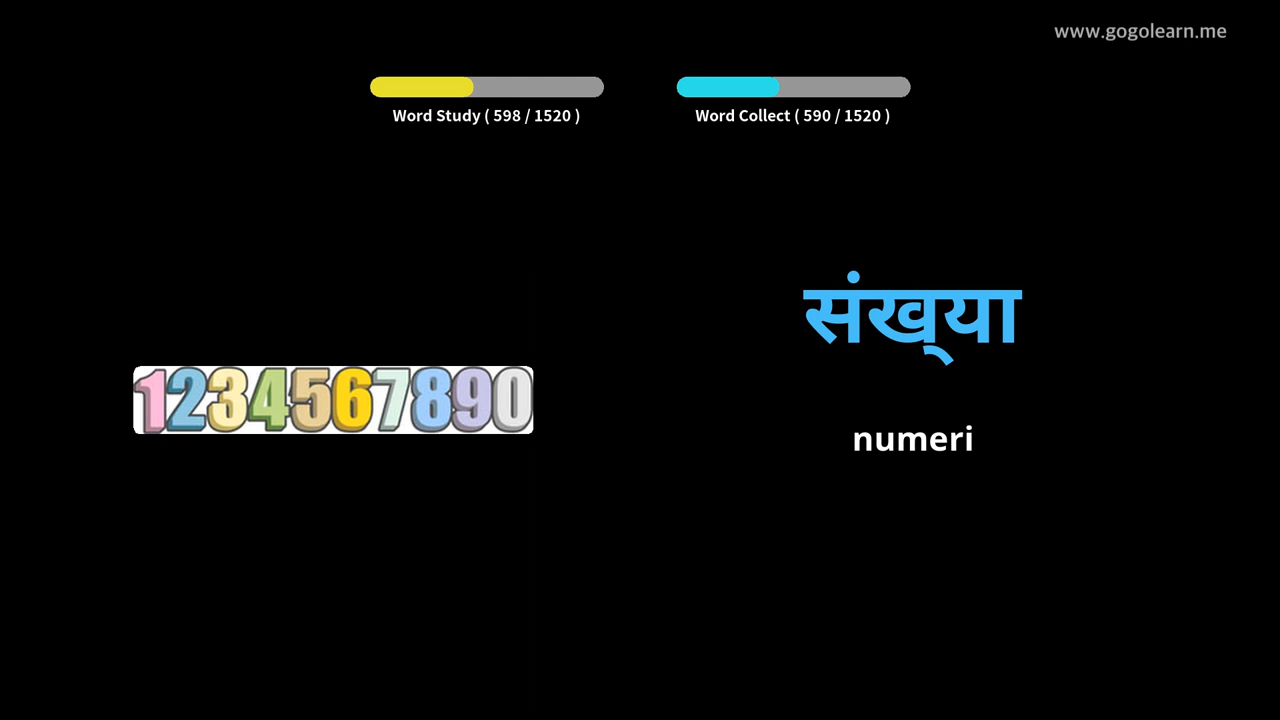 www.gogolearn.me
Word Study ( 598 / 1520 )
Word Collect ( 590 / 1520 )
संख्‌या
1234567890
numeri